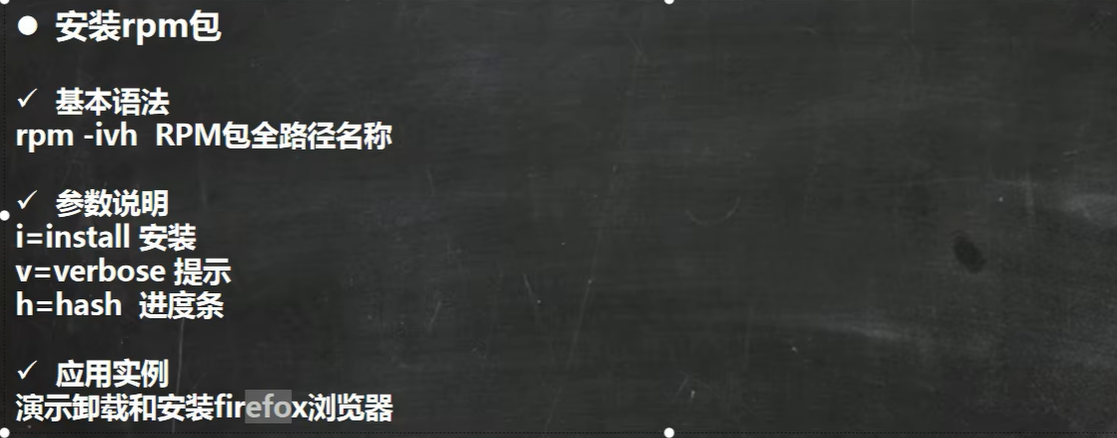 ● 安装rpm包
✓ 基本语法
rpm -ivh RPM包全路径名称
✓ 参数说明
i=install 安装
v=verbose 提示
h=hash 进度条
✓ 应用实例
演示卸载和安装firefox浏览器